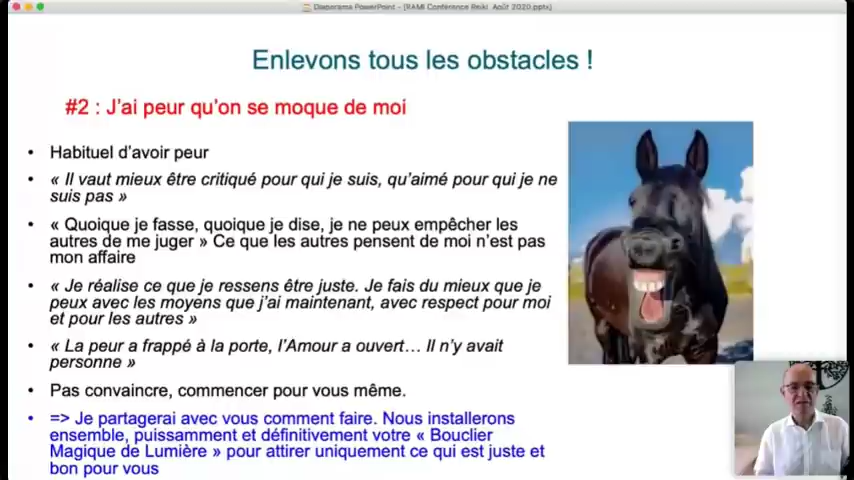 Diaporama PowerPoint - [RAMI Conférence Reiki Août 2020.pptx]
Enlevons tous les obstacles !
#2 : J'ai peur qu'on se moque de moi
• Habituel d'avoir peur
• « Il vaut mieux être critiqué pour qui je suis, qu'aimé pour qui je ne
suis pas »
• « Quoique je fasse, quoique je dise, je ne peux empêcher les
autres de me juger » Ce que les autres pensent de moi n'est pas
mon affaire
• « Je réalise ce que je ressens être juste. Je fais du mieux que je
peux avec les moyens que j'ai maintenant, avec respect pour moi
et pour les autres »
• « La peur a frappé à la porte, l'Amour a ouvert… Il n'y avait
personne »
• Pas convaincre, commencer pour vous même.
• => Je partagerai avec vous comment faire. Nous installerons
ensemble, puissamment et définitivement votre « Bouclier
Magique de Lumière » pour attirer uniquement ce qui est juste et
bon pour vous